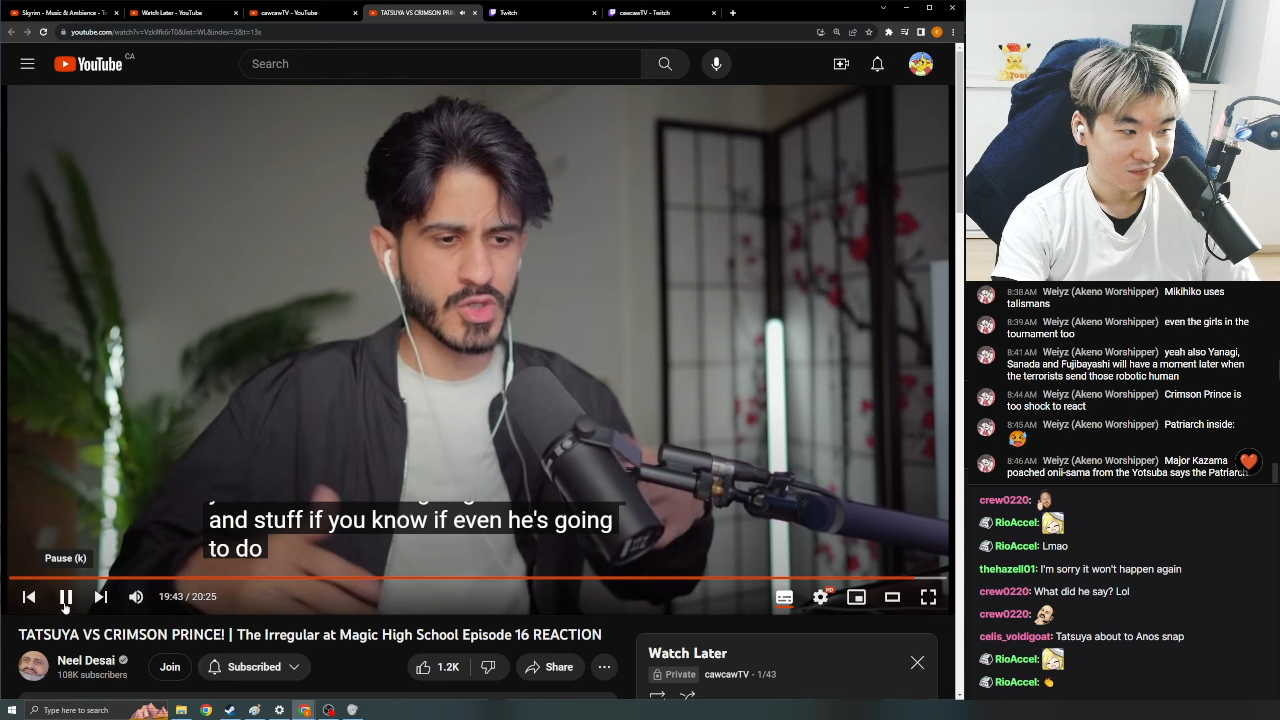 Skyrim - Music & Ambience - To
Watch Later - YouTube
cawcawTV - YouTube
TATSUYA VS CRIMSON PRIN
Twitch
cawcawTV - Twitch
YouTube CA
Search
TOBI
and stuff if you know if even he's going
to do
Pause (k)
19:43 / 20:25
HD
TATSUYA VS CRIMSON PRINCE! | The Irregular at Magic High School Episode 16 REACTION
Neel Desai
108K subscribers
Join
Subscribed
1.2K
Share
Watch Later
Private
cawcawTV - 1/43
8:38 AM Weiyz (Akeno Worshipper) Mikihiko uses
talismans
8:39 AM Weiyz (Akeno Worshipper) even the girls in the
tournament too
8:41 AM Weiyz (Akeno Worshipper) yeah also Yanagi,
Sanada and Fujibayashi will have a moment later when
the terrorists send those robotic human
8:44 AM Weiyz (Akeno Worshipper) Crimson Prince is
too shock to react
8:45 AM Weiyz (Akeno Worshipper) Patriarch inside:
8:46 AM Weiyz (Akeno Worshipper) Major Kazama
poached onii-sama from the Yotsuba says the Patriarch
crew0220:
RioAccel:
RioAccel: Lmao
thehazell01: I'm sorry it won't happen again
crew0220: What did he say? Lol
crew0220:
celis_voldigoat: Tatsuya about to Anos snap
RioAccel:
RioAccel: 👏
Type here to search